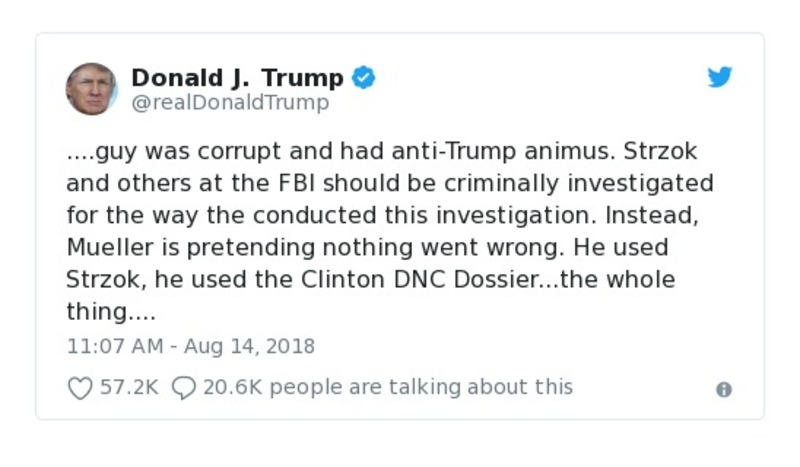 Donald J. Trump
@realDonaldTrump
....guy was corrupt and had anti-Trump animus. Strzok
and others at the FBI should be criminally investigated
for the way the conducted this investigation. Instead,
Mueller is pretending nothing went wrong. He used
Strzok, he used the Clinton DNC Dossier...the whole
thing....
11:07 AM - Aug 14, 2018
57.2K 20.6K people are talking about this